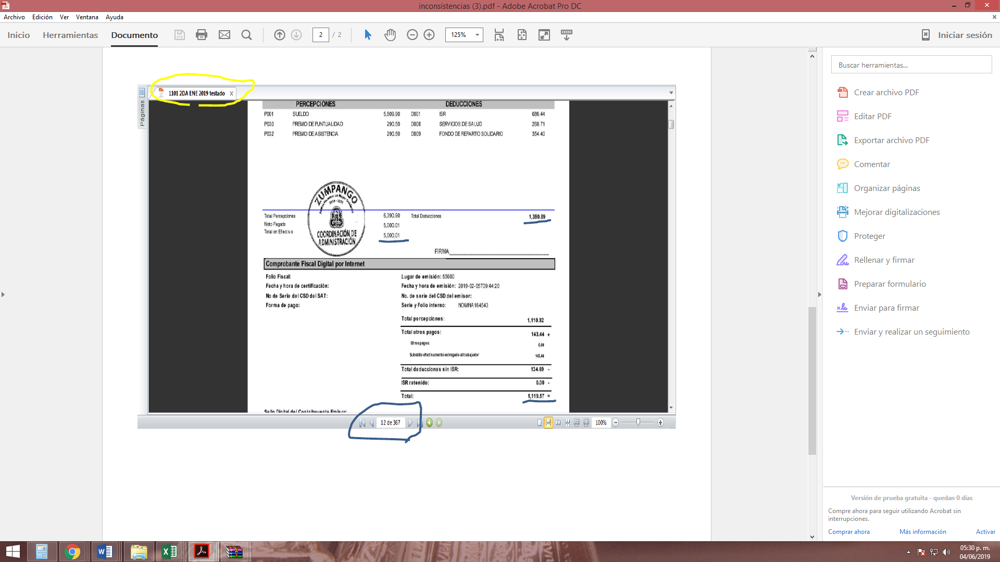 inconsistencias (3).pdf - Adobe Acrobat Pro DC
Archivo Edición Ver Ventana Ayuda
Inicio Herramientas Documento 2 / 2 125% Iniciar sesión
Buscar herramientas...
Crear archivo PDF
Editar PDF
Exportar archivo PDF
Comentar
Organizar páginas
Mejorar digitalizaciones
Proteger
Rellenar y firmar
Preparar formulario
Enviar para firmar
Enviar y realizar un seguimiento
Versión de prueba gratuita - quedan 0 días
Compre ahora para seguir utilizando Acrobat sin
interrupciones.
Comprar ahora Más información Activar
1101 2DA ENE 2019 testado
Páginas
PERCEPCIONES DEDUCCIONES
P001 SUELDO 5,809.90 D001 ISR 686.44
P030 PREMIO DE PUNTUALIDAD 290.50 D008 SERVICIOS DE SALUD 268.71
P032 PREMIO DE ASISTENCIA 290.50 D009 FONDO DE REPARTO SOLIDARIO 354.40
ZUMPANGO
2019 - 2021
COORDINACIÓN DE
ADMINISTRACIÓN
Total Percepciones 6,390.90 Total Deducciones 1,390.89
Neto Pagado 5,000.01
Total en Efectivo 5,000.01
FIRMA:
Comprobante Fiscal Digital por Internet
Folio Fiscal: Lugar de emisión: 55600
Fecha y hora de certificación: Fecha y hora de emisión: 2019-02-05T09:44:20
No de Serie del CSD del SAT: No. de serie del CSD del emisor:
Forma de pago: Serie y Folio interno: NOMINA164543
Total percepciones: 1,110.82
Total otros pagos: 143.44 +
Otros pagos: 0.00
Subsidio efectivamente entregado al trabajador 143.44
Total deducciones sin ISR: 134.69 -
ISR retenido: 0.00 -
Total: 1,119.57 =
Sello Digital del Contribuyente Emisor:
12 de 367 100%
05:30 p. m.
04/06/2019